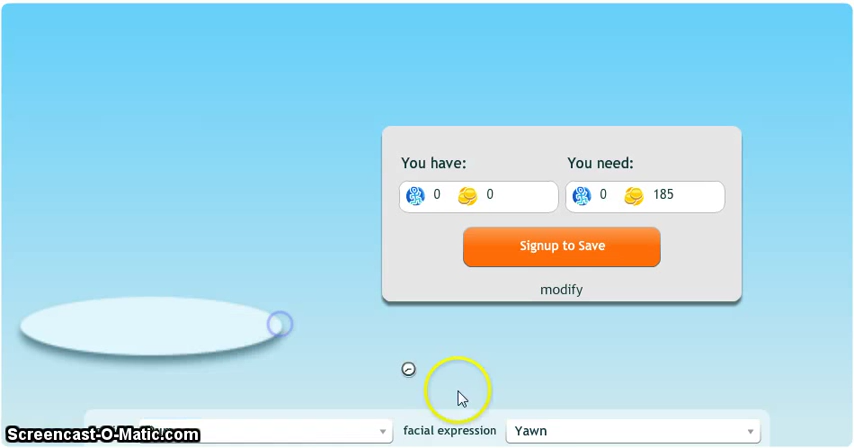 You have:
You need:
0
0
0
185
Signup to Save
modify
facial expression
Yawn
Screencast-O-Matic.com